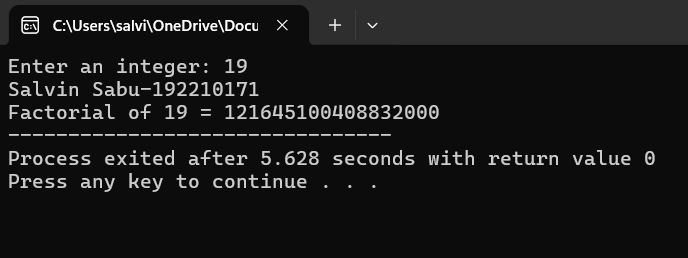 C:\Users\salvi\OneDrive\Docu
Enter an integer: 19
Salvin Sabu-192210171
Factorial of 19 = 121645100408832000
--------------------------------
Process exited after 5.628 seconds with return value 0
Press any key to continue . . .